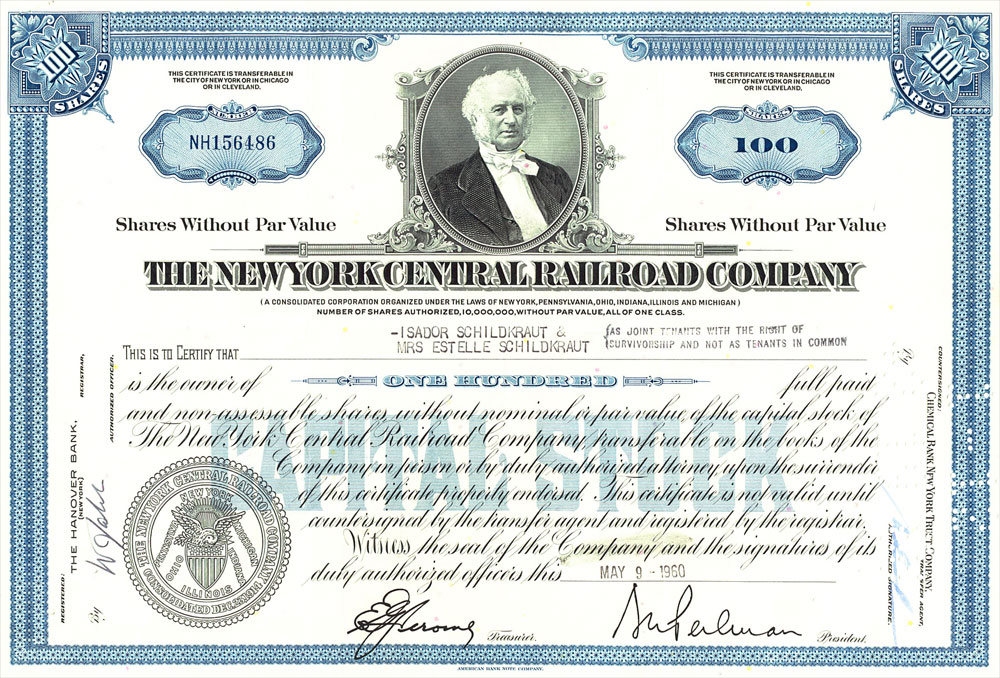 100
SHARES
100
SHARES
THIS CERTIFICATE IS TRANSFERABLE IN
THE CITY OF NEW YORK OR IN CHICAGO
OR IN CLEVELAND.
THIS CERTIFICATE IS TRANSFERABLE IN
THE CITY OF NEW YORK OR IN CHICAGO
OR IN CLEVELAND.
NUMBER
NH156486
SHARES
100
Shares Without Par Value
Shares Without Par Value
THE NEW YORK CENTRAL RAILROAD COMPANY
(A CONSOLIDATED CORPORATION ORGANIZED UNDER THE LAWS OF NEW YORK, PENNSYLVANIA, OHIO, INDIANA, ILLINOIS AND MICHIGAN)
NUMBER OF SHARES AUTHORIZED, 10,000,000, WITHOUT PAR VALUE, ALL OF ONE CLASS.
-ISADOR SCHILDKRAUT &
MRS ESTELLE SCHILDKRAUT
(AS JOINT TENANTS WITH THE RIGHT OF
(SURVIVORSHIP AND NOT AS TENANTS IN COMMON
THIS IS TO CERTIFY THAT
is the owner of ONE HUNDRED full paid
and non-assessable shares without nominal or par value of the capital stock of
The New York Central Railroad Company, transferable on the books of the
Company in person or by duly authorized attorney, upon the surrender
of this certificate properly endorsed. This certificate is not valid until
countersigned by the transfer agent and registered by the registrar.
Witness the seal of the Company and the signatures of its
duly authorized officers this MAY 9 - 1960
CAPITAL STOCK
THE NEW YORK CENTRAL RAILROAD COMPANY
CONSOLIDATED DEC. 1914
NEW YORK
PENNSYLVANIA
MICHIGAN
OHIO
INDIANA
ILLINOIS
REGISTERED:
THE HANOVER BANK,
(NEW YORK)
REGISTRAR,
By
AUTHORIZED OFFICER.
COUNTERSIGNED:
CHEMICAL BANK NEW YORK TRUST COMPANY,
TRANSFER AGENT,
By
AUTHORIZED SIGNATURE.
Treasurer.
President.
AMERICAN BANK NOTE COMPANY.